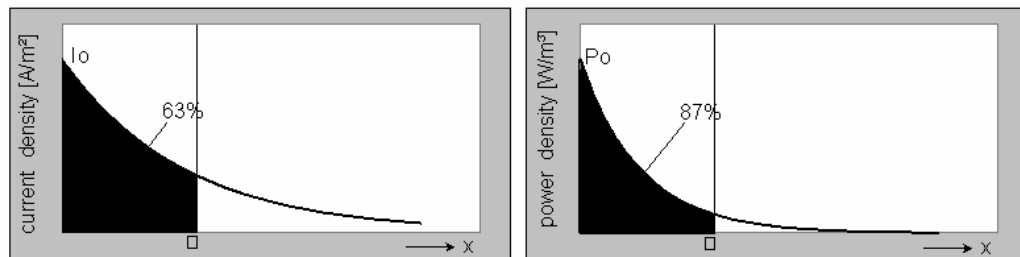 current density [A/m²]
Io
63%
□
x
power density [W/m³]
Po
87%
□
x